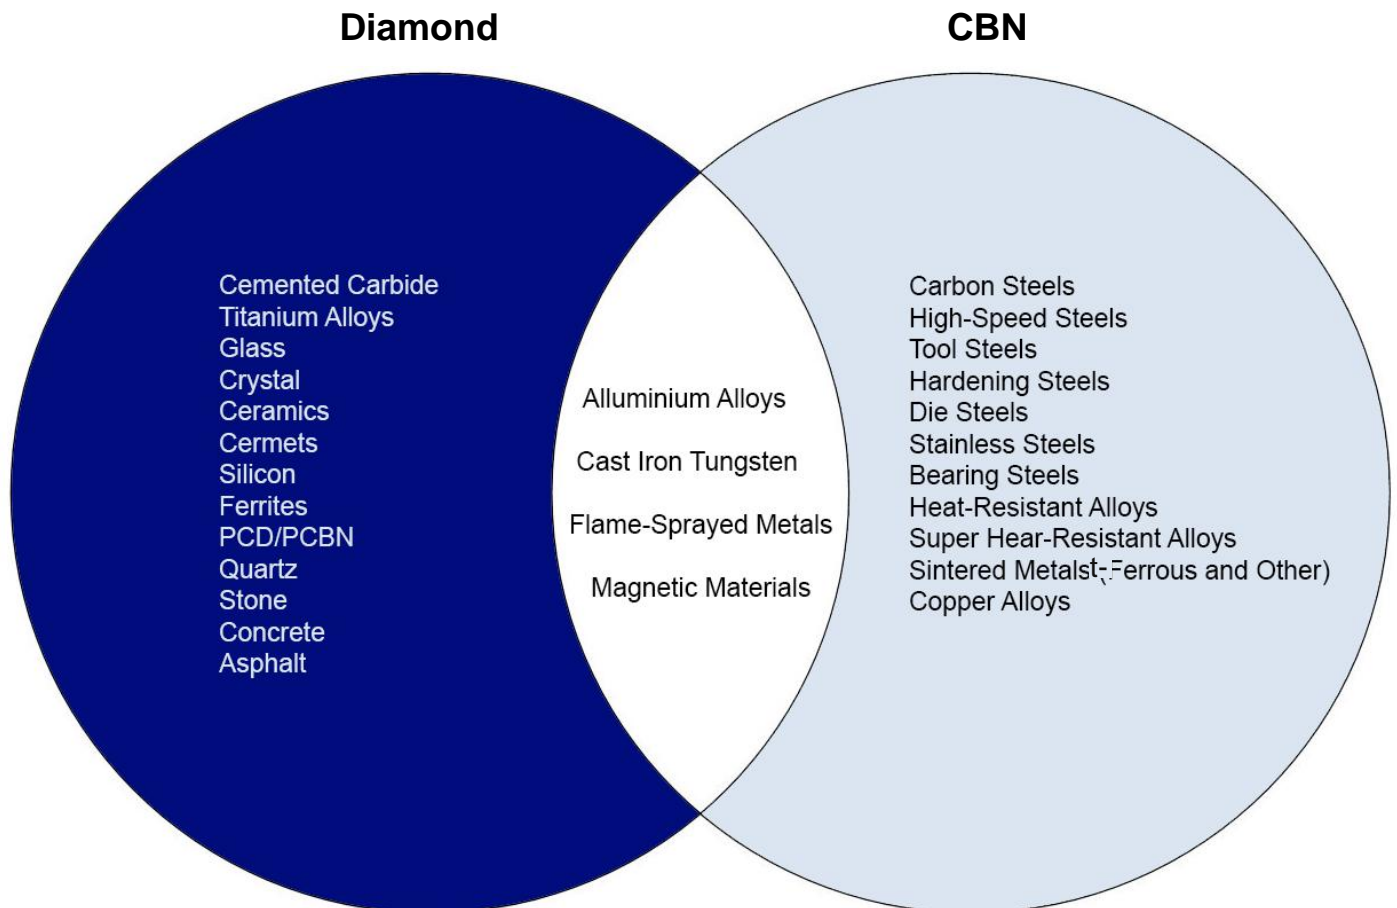 Diamond
CBN
Cemented Carbide
Titanium Alloys
Glass
Crystal
Ceramics
Cermets
Silicon
Ferrites
PCD/PCBN
Quartz
Stone
Concrete
Asphalt
Alluminium Alloys
Cast Iron Tungsten
Flame-Sprayed Metals
Magnetic Materials
Carbon Steels
High-Speed Steels
Tool Steels
Hardening Steels
Die Steels
Stainless Steels
Bearing Steels
Heat-Resistant Alloys
Super Hear-Resistant Alloys
Sintered Metals Ferrous and Other)
Copper Alloys